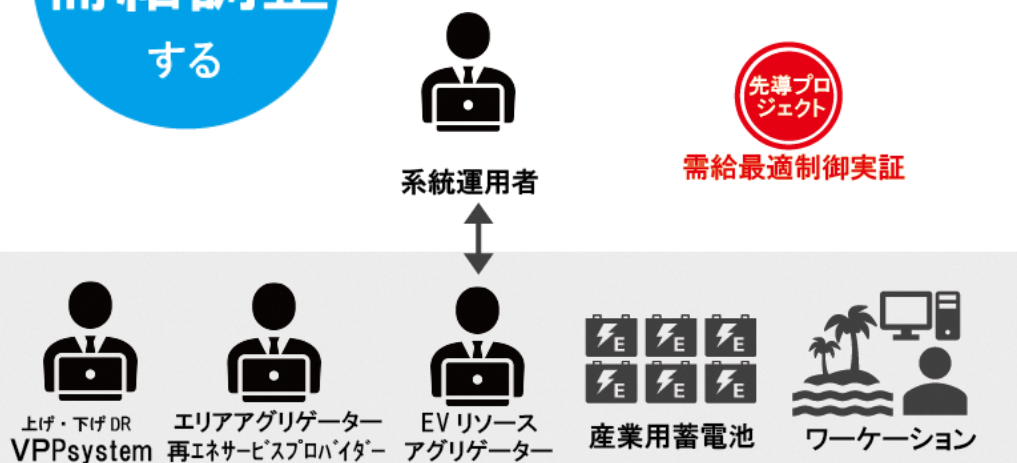 需給調整
する
先導プロ
ジェクト
需給最適制御実証
系統運用者
E E E
E E E
上げ・下げDR
VPPsystem
エリアアグリゲーター
再エネサービスプロバイダー
EVリソース
アグリゲーター
産業用蓄電池
ワーケーション